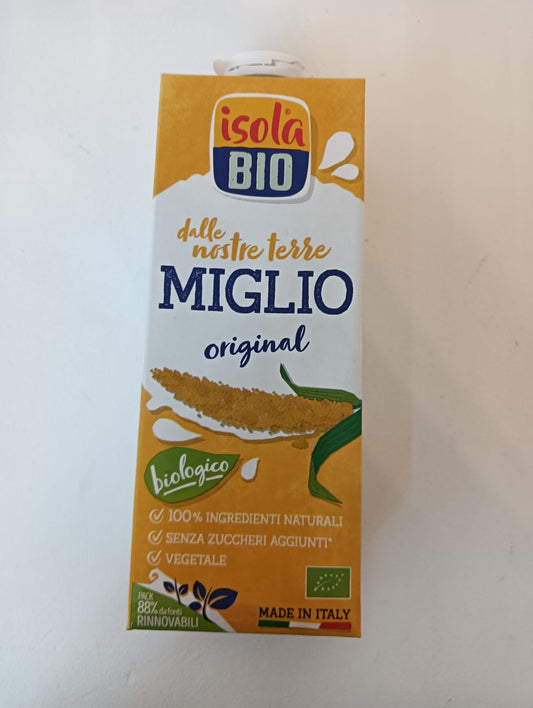 isola®
BIO
dalle
nostre terre
MIGLIO
original
biologico
100% INGREDIENTI NATURALI
SENZA ZUCCHERI AGGIUNTI*
VEGETALE
PACK
88% da fonti
RINNOVABILI
MADE IN ITALY